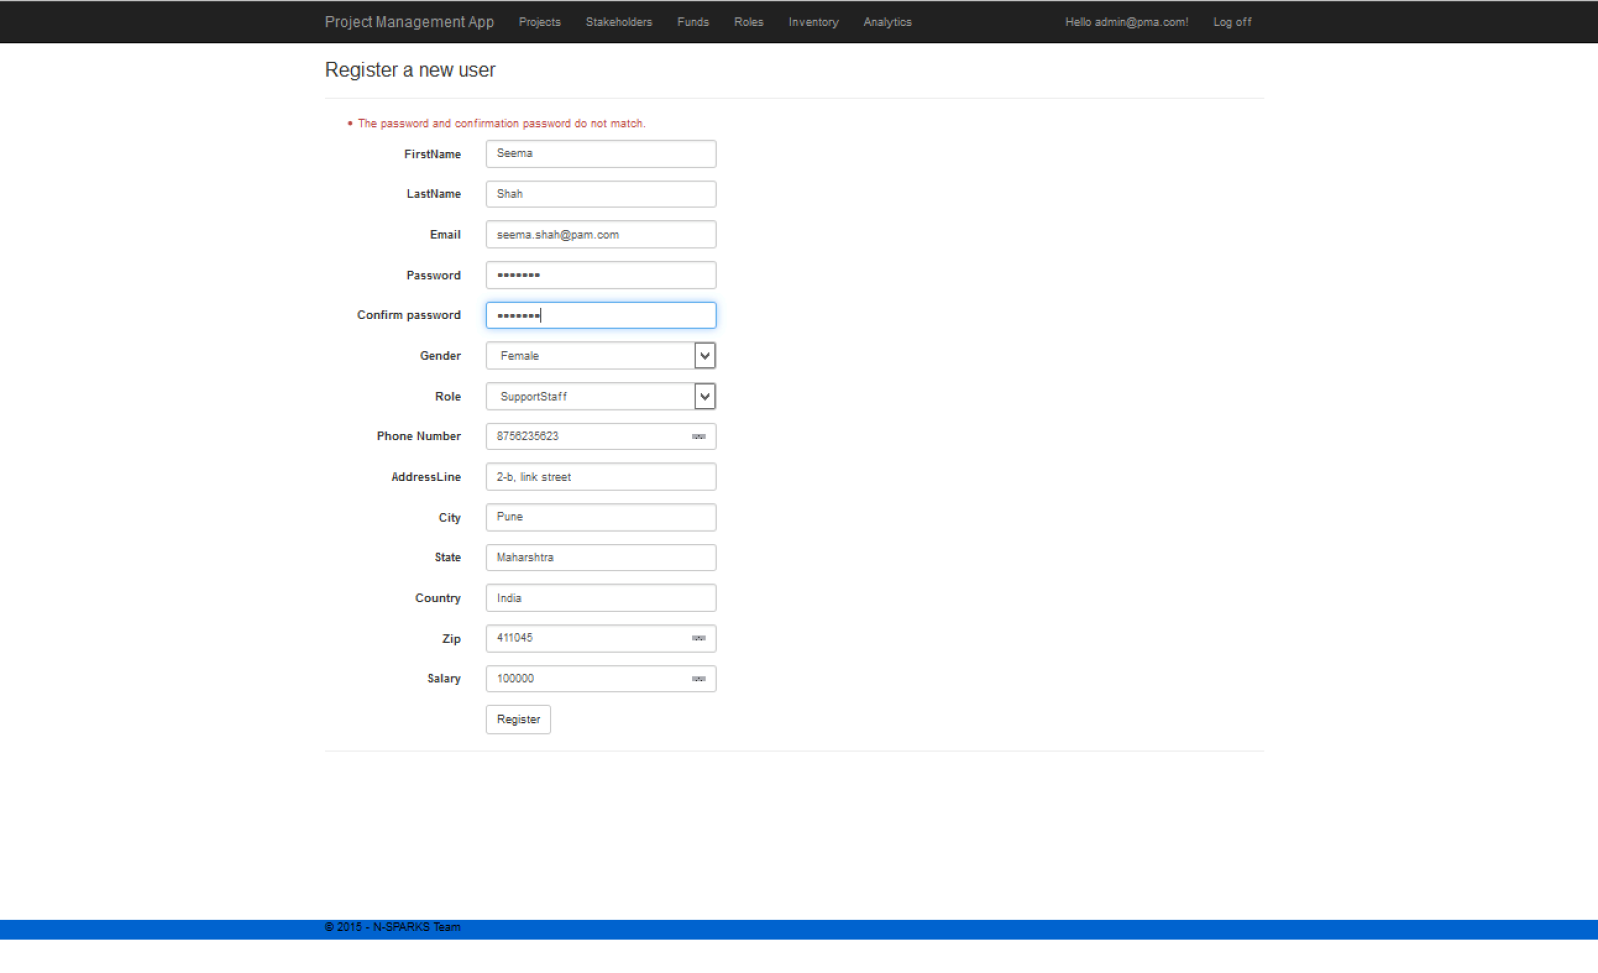 Project Management App Projects Stakeholders Funds Roles Inventory Analytics Hello admin@pma.com! Log off
Register a new user
• The password and confirmation password do not match.
FirstName Seema
LastName Shah
Email seema.shah@pam.com
Password •••••••
Confirm password •••••••
Gender Female
Role SupportStaff
Phone Number 8756235623
AddressLine 2-b, link street
City Pune
State Maharshtra
Country India
Zip 411045
Salary 100000
Register
© 2015 - N-SPARKS Team